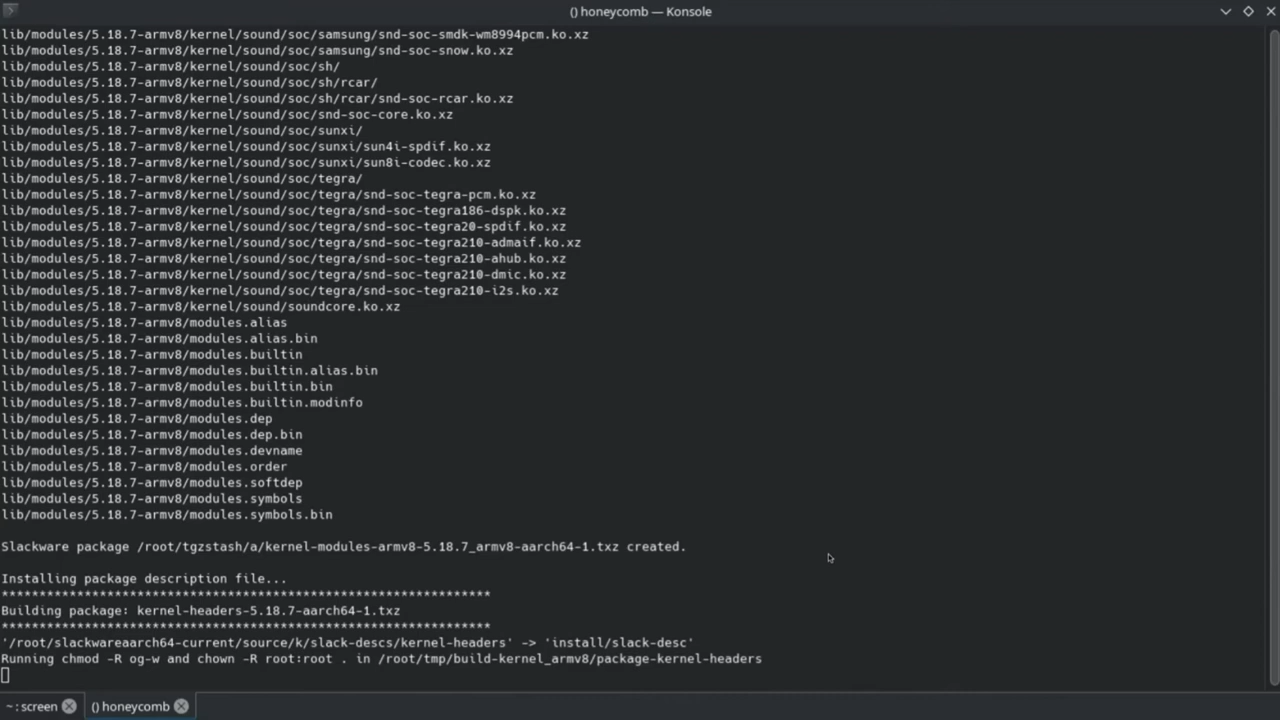 () honeycomb — Konsole
lib/modules/5.18.7-armv8/kernel/sound/soc/samsung/snd-soc-smdk-wm8994pcm.ko.xz
lib/modules/5.18.7-armv8/kernel/sound/soc/samsung/snd-soc-snow.ko.xz
lib/modules/5.18.7-armv8/kernel/sound/soc/sh/
lib/modules/5.18.7-armv8/kernel/sound/soc/sh/rcar/
lib/modules/5.18.7-armv8/kernel/sound/soc/sh/rcar/snd-soc-rcar.ko.xz
lib/modules/5.18.7-armv8/kernel/sound/soc/snd-soc-core.ko.xz
lib/modules/5.18.7-armv8/kernel/sound/soc/sunxi/
lib/modules/5.18.7-armv8/kernel/sound/soc/sunxi/sun4i-spdif.ko.xz
lib/modules/5.18.7-armv8/kernel/sound/soc/sunxi/sun8i-codec.ko.xz
lib/modules/5.18.7-armv8/kernel/sound/soc/tegra/
lib/modules/5.18.7-armv8/kernel/sound/soc/tegra/snd-soc-tegra-pcm.ko.xz
lib/modules/5.18.7-armv8/kernel/sound/soc/tegra/snd-soc-tegra186-dspk.ko.xz
lib/modules/5.18.7-armv8/kernel/sound/soc/tegra/snd-soc-tegra20-spdif.ko.xz
lib/modules/5.18.7-armv8/kernel/sound/soc/tegra/snd-soc-tegra210-admaif.ko.xz
lib/modules/5.18.7-armv8/kernel/sound/soc/tegra/snd-soc-tegra210-ahub.ko.xz
lib/modules/5.18.7-armv8/kernel/sound/soc/tegra/snd-soc-tegra210-dmic.ko.xz
lib/modules/5.18.7-armv8/kernel/sound/soc/tegra/snd-soc-tegra210-i2s.ko.xz
lib/modules/5.18.7-armv8/kernel/sound/soundcore.ko.xz
lib/modules/5.18.7-armv8/modules.alias
lib/modules/5.18.7-armv8/modules.alias.bin
lib/modules/5.18.7-armv8/modules.builtin
lib/modules/5.18.7-armv8/modules.builtin.alias.bin
lib/modules/5.18.7-armv8/modules.builtin.bin
lib/modules/5.18.7-armv8/modules.builtin.modinfo
lib/modules/5.18.7-armv8/modules.dep
lib/modules/5.18.7-armv8/modules.dep.bin
lib/modules/5.18.7-armv8/modules.devname
lib/modules/5.18.7-armv8/modules.order
lib/modules/5.18.7-armv8/modules.softdep
lib/modules/5.18.7-armv8/modules.symbols
lib/modules/5.18.7-armv8/modules.symbols.bin
Slackware package /root/tgzstash/a/kernel-modules-armv8-5.18.7_armv8-aarch64-1.txz created.
Installing package description file...
*****************************************************************
Building package: kernel-headers-5.18.7-aarch64-1.txz
*****************************************************************
'/root/slackwareaarch64-current/source/k/slack-descs/kernel-headers' -> 'install/slack-desc'
Running chmod -R og-w and chown -R root:root . in /root/tmp/build-kernel_armv8/package-kernel-headers
~ : screen
() honeycomb